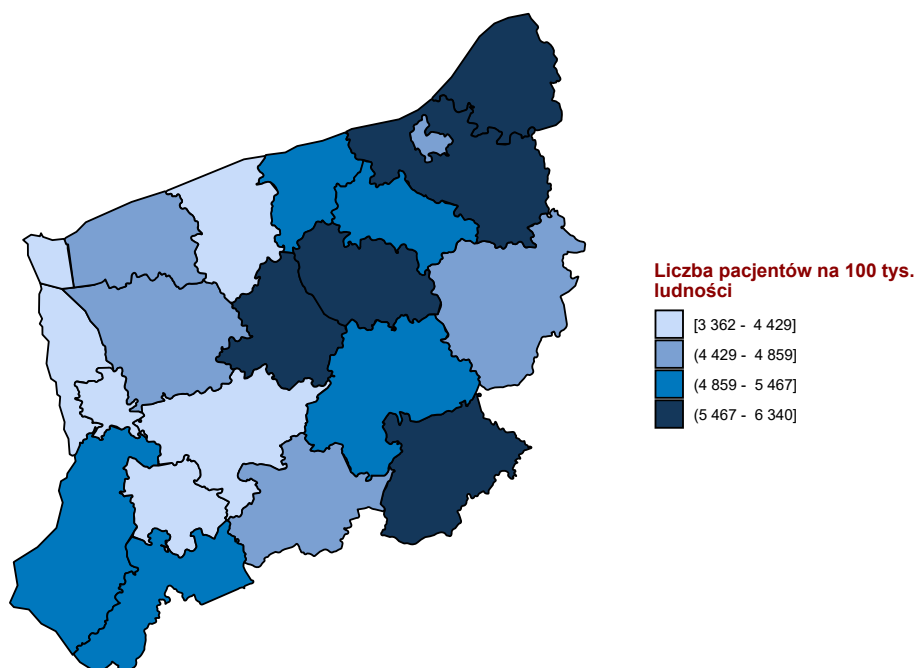 Liczba pacjentów na 100 tys.
ludności
[3 362 - 4 429]
(4 429 - 4 859]
(4 859 - 5 467]
(5 467 - 6 340]